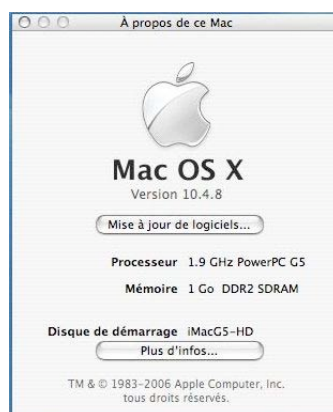 À propos de ce Mac
Mac OS X
Version 10.4.8
Mise à jour de logiciels...
Processeur 1.9 GHz PowerPC G5
Mémoire 1 Go DDR2 SDRAM
Disque de démarrage iMacG5-HD
Plus d'infos...
TM & © 1983-2006 Apple Computer, Inc.
tous droits réservés.